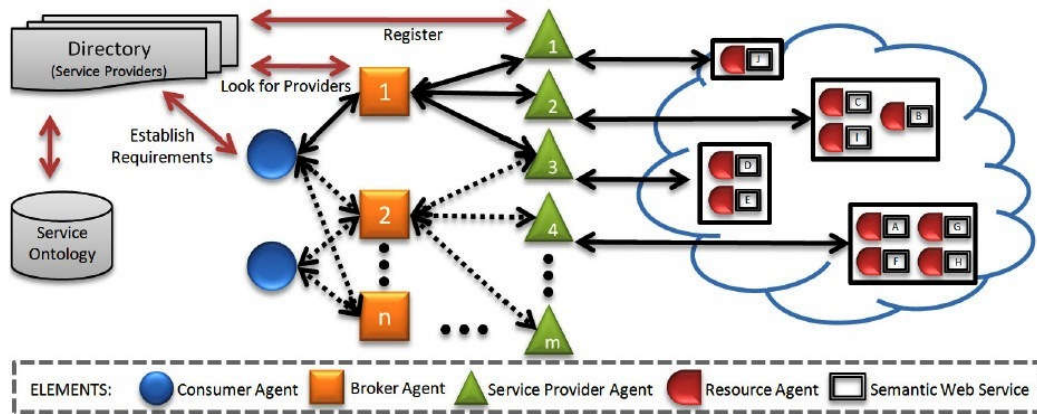 Directory
(Service Providers)
Register
Look for Providers
Establish
Requirements
Service
Ontology
1
2
n
1
2
3
4
m
J
C
B
I
D
E
A
G
F
H
ELEMENTS:
Consumer Agent
Broker Agent
Service Provider Agent
Resource Agent
Semantic Web Service